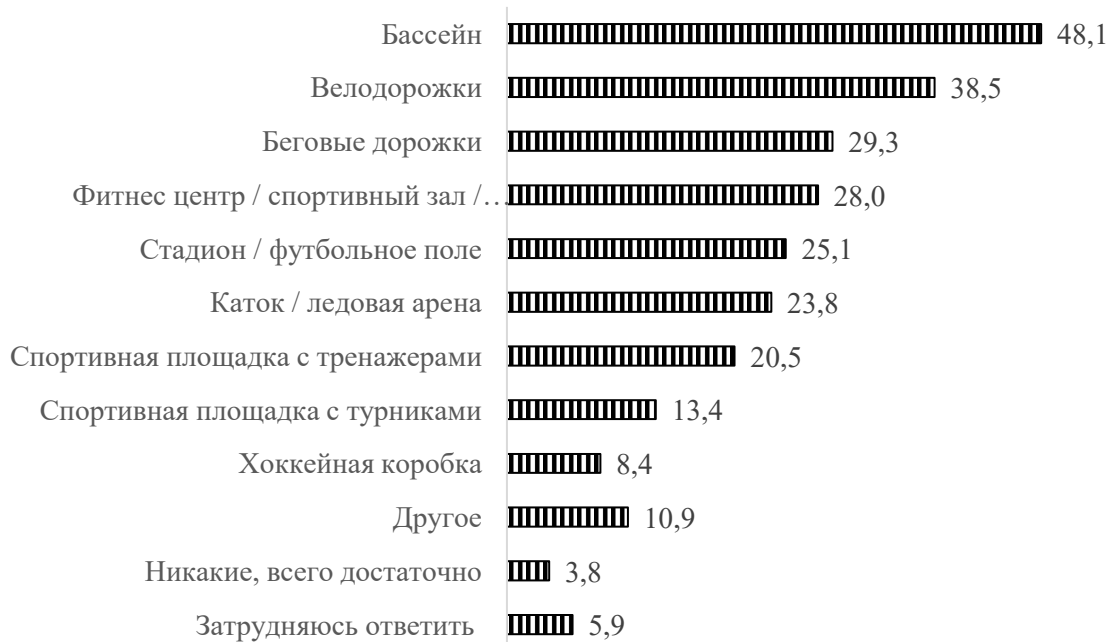 Бассейн 48,1
Велодорожки 38,5
Беговые дорожки 29,3
Фитнес центр / спортивный зал /… 28,0
Стадион / футбольное поле 25,1
Каток / ледовая арена 23,8
Спортивная площадка с тренажерами 20,5
Спортивная площадка с турниками 13,4
Хоккейная коробка 8,4
Другое 10,9
Никакие, всего достаточно 3,8
Затрудняюсь ответить 5,9